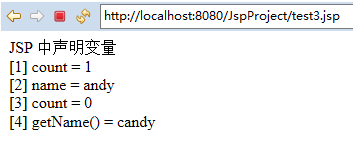 http://localhost:8080/JspProject/test3.jsp
JSP 中声明变量
[1] count = 1
[2] name = andy
[3] count = 0
[4] getName() = candy